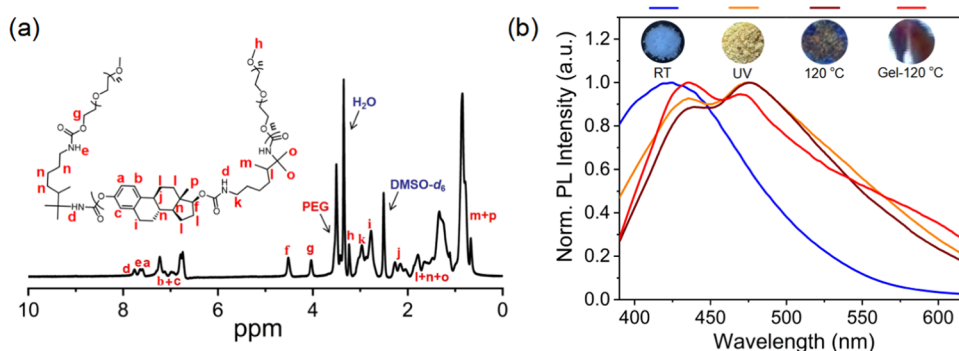 (a)
h
O
n
O
g
O
O
NH
e
n
n
n
NH
d
O
O
a
b
c
i
l
l
j
n
n
p
f
l
l
O
O
d
H
N
k
m
l
o
o
HN
O
O
H2O
PEG
DMSO-d6
d
e
a
b + c
f
g
h
k
i
j
l+n+o
m+p
10
8
6
4
2
0
ppm
(b)
RT
UV
120 °C
Gel-120 °C
Norm. PL Intensity (a.u.)
1.2
1.0
0.8
0.6
0.4
0.2
0.0
400
450
500
550
600
Wavelength (nm)